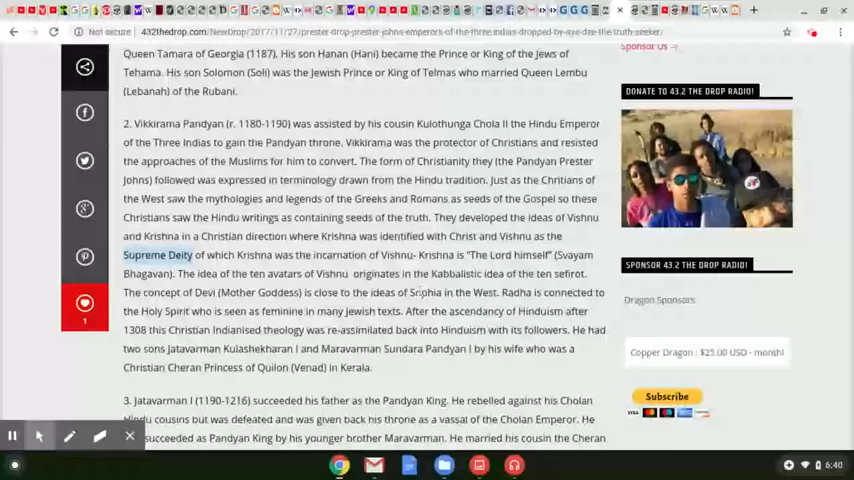 Not secure | 432thedrop.com/NewDrop/2017/11/27/prester-drop-prester-johns-emperors-of-the-three-indias-dropped-by-aye-dze-the-truth-seeker/
Queen Tamara of Georgia (1187). His son Hanan (Hani) became the Prince or King of the Jews of
Tehama. His son Solomon (Soli) was the Jewish Prince or King of Telmas who married Queen Lembu
(Lebanah) of the Rubani.
2. Vikkirama Pandyan (r. 1180-1190) was assisted by his cousin Kulothunga Chola II the Hindu Emperor
of the Three Indias to gain the Pandyan throne. Vikkirama was the protector of Christians and resisted
the approaches of the Muslims for him to convert. The form of Christianity they (the Pandyan Prester
Johns) followed was expressed in terminology drawn from the Hindu tradition. Just as the Chritians of
the West saw the mythologies and legends of the Greeks and Romans as seeds of the Gospel so these
Christians saw the Hindu writings as containing seeds of the truth. They developed the ideas of Vishnu
and Krishna in a Christian direction where Krishna was identified with Christ and Vishnu as the
Supreme Deity of which Krishna was the incarnation of Vishnu- Krishna is "The Lord himself" (Svayam
Bhagavan). The idea of the ten avatars of Vishnu originates in the Kabbalistic idea of the ten sefirot.
The concept of Devi (Mother Goddess) is close to the ideas of Sophia in the West. Radha is connected to
the Holy Spirit who is seen as feminine in many Jewish texts. After the ascendancy of Hinduism after
1308 this Christian Indianised theology was re-assimilated back into Hinduism with its followers. He had
two sons Jatavarman Kulashekharan I and Maravarman Sundara Pandyan I by his wife who was a
Christian Cheran Princess of Quilon (Venad) in Kerala.
3. Jatavarman I (1190-1216) succeeded his father as the Pandyan King. He rebelled against his Cholan
Hindu cousins but was defeated and was given back his throne as a vassal of the Cholan Emperor. He
succeeded as Pandyan King by his younger brother Maravarman. He married his cousin the Cheran
1
Sponsor Us →
DONATE TO 43.2 THE DROP RADIO!
SPONSOR 43.2 THE DROP RADIO!
Dragon Sponsors
Copper Dragon : $25.00 USD - monthl
Subscribe
VISA
6:40